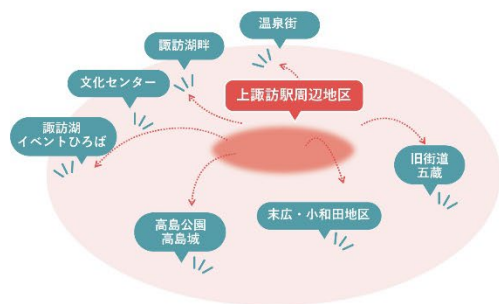 温泉街
諏訪湖畔
文化センター
上諏訪駅周辺地区
諏訪湖
イベントひろば
旧街道
五蔵
高島公園
高島城
末広・小和田地区